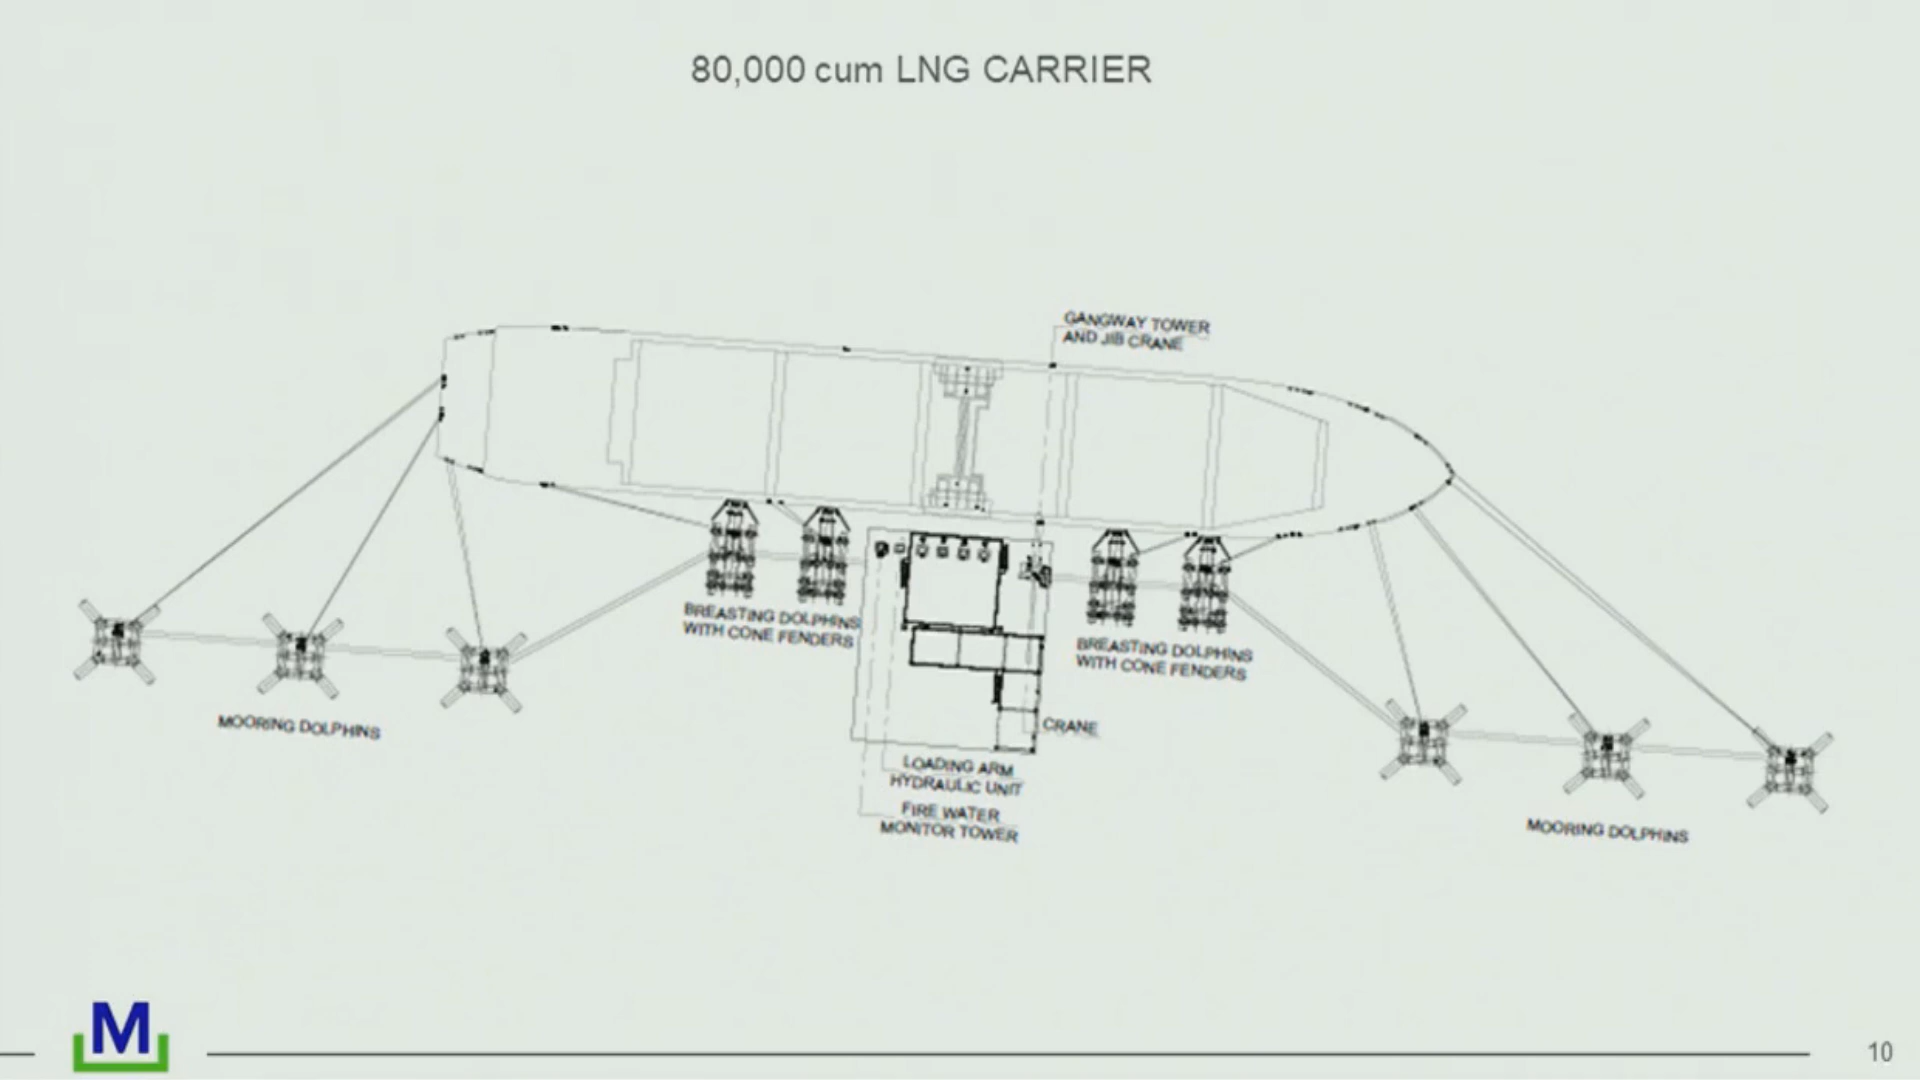 80,000 cum LNG CARRIER
GANGWAY TOWER
AND JIB CRANE
BREASTING DOLPHINS
WITH CONE FENDERS
BREASTING DOLPHINS
WITH CONE FENDERS
MOORING DOLPHINS
CRANE
LOADING ARM
HYDRAULIC UNIT
FIRE WATER
MONITOR TOWER
MOORING DOLPHINS
M
10